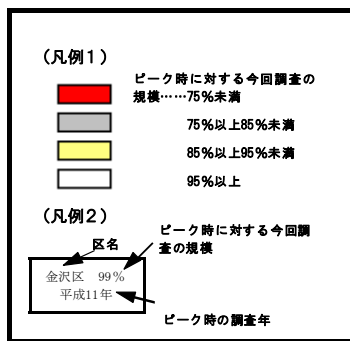 （凡例１）
ピーク時に対する今回調査の
規模……75％未満
75％以上85％未満
85％以上95％未満
95％以上
（凡例２）
区名
ピーク時に対する今回調
査の規模
金沢区　99％
平成11年
ピーク時の調査年